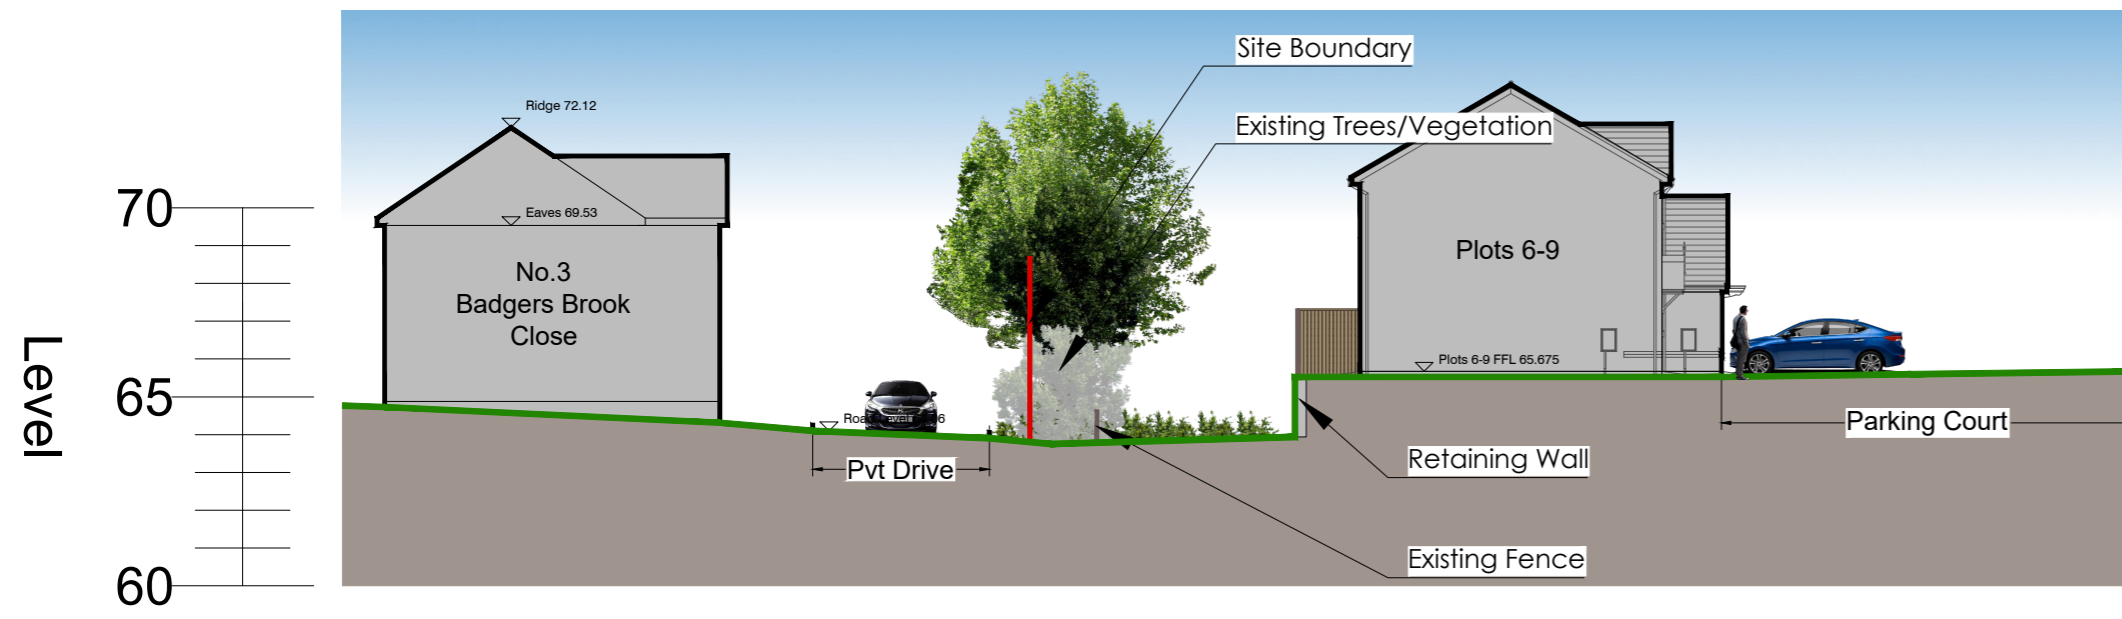 Site Boundary
Ridge 72.12
Existing Trees/Vegetation
70
Eaves 69.53
Plots 6-9
No.3
Badgers Brook
Close
Level
Plots 6-9 FFL 65.675
65
Parking Court
Pvt Drive
Retaining Wall
Existing Fence
60